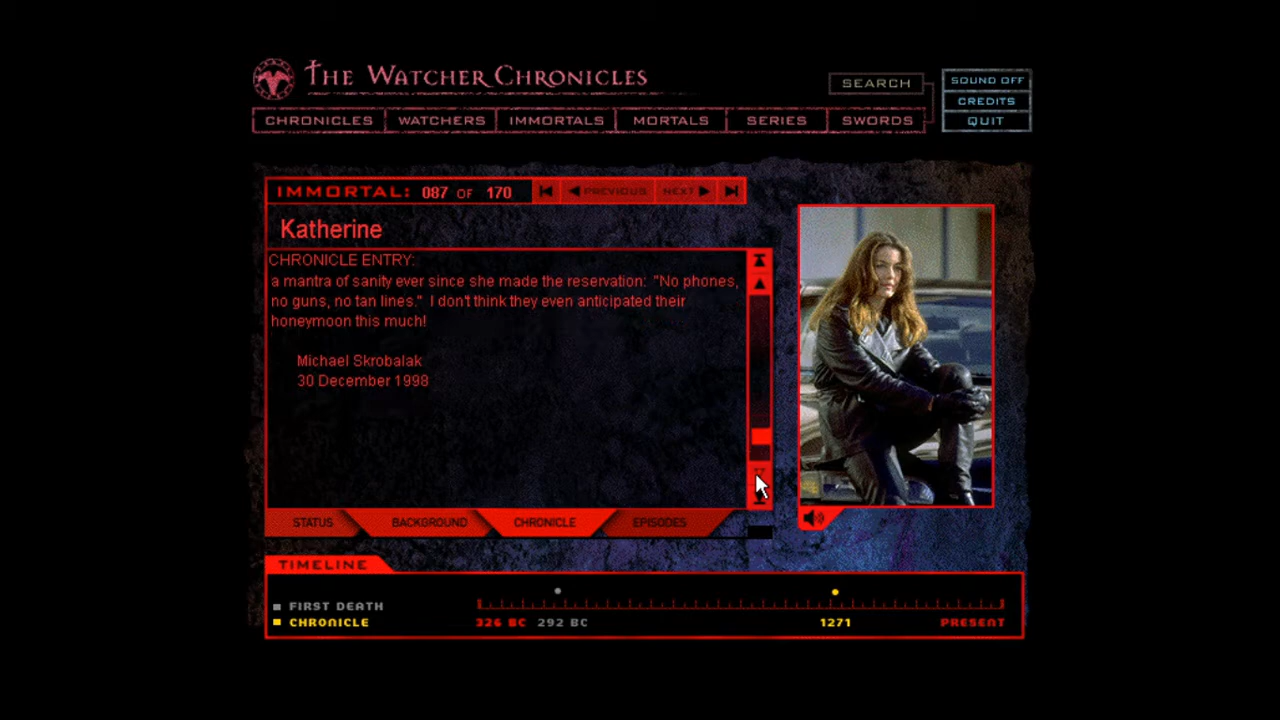 THE WATCHER CHRONICLES
SEARCH
SOUND OFF
CREDITS
QUIT
CHRONICLES WATCHERS IMMORTALS MORTALS SERIES SWORDS
IMMORTAL: 087 OF 170 PREVIOUS NEXT
Katherine
CHRONICLE ENTRY:
a mantra of sanity ever since she made the reservation: "No phones,
no guns, no tan lines." I don't think they even anticipated their
honeymoon this much!
Michael Skrobalak
30 December 1998
STATUS BACKGROUND CHRONICLE EPISODES
TIMELINE
FIRST DEATH
CHRONICLE 326 BC 292 BC 1271 PRESENT